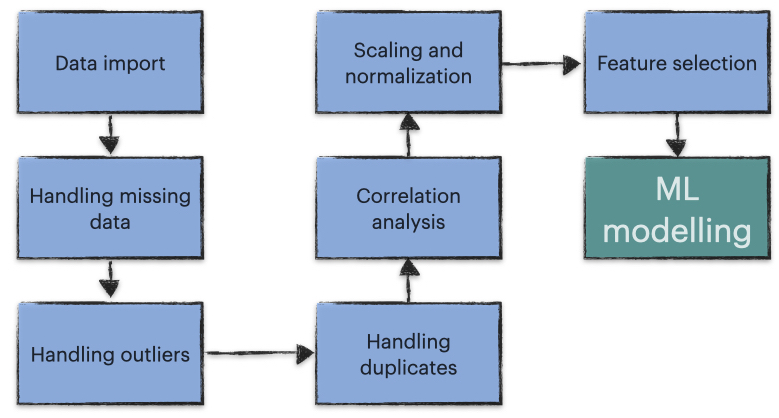 Data import
Handling missing
data
Handling outliers
Handling
duplicates
Correlation
analysis
Scaling and
normalization
Feature selection
ML
modelling